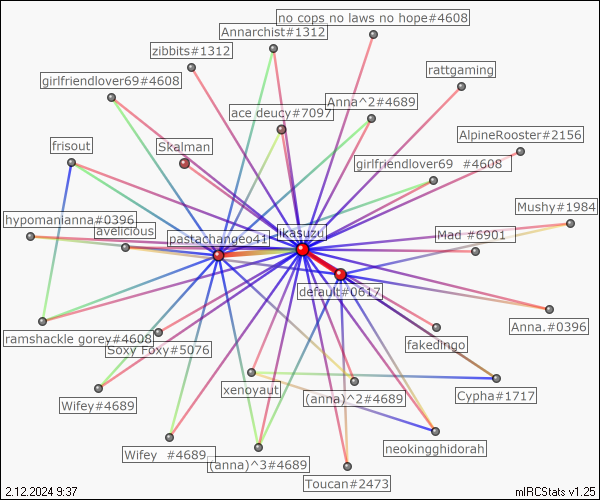 no cops no laws no hope#4608
Annarchist#1312
zibbits#1312
rattgaming
girlfriendlover69#4608
Anna^2#4689
ace deucy#7097
AlpineRooster#2156
frisout
Skalman
girlfriendlover69  #4608
Mushy#1984
hypomanianna#0396
avelicious
pastachangeo41
ikasuzu
Mad #6901
default#0617
Anna.#0396
ramshackle gorey#4608
Soxy Foxy#5076
fakedingo
xenoyaut
(anna)^2#4689
Cypha#1717
Wifey#4689
Wifey  #4689
(anna)^3#4689
neokingghidorah
Toucan#2473
2.12.2024 9:37
mIRCStats v1.25